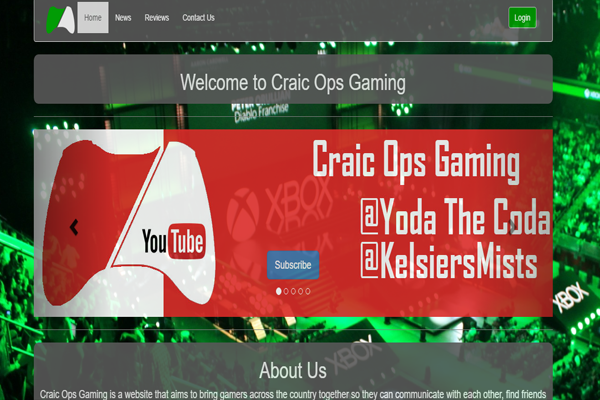 Home News Reviews Contact Us Login
Welcome to Craic Ops Gaming
Diablo Franchise
Craic Ops Gaming
XBOX
@Yoda The Coda
YouTube
@KelsiersMists
Subscribe
XBOX
XBOX
About Us
Craic Ops Gaming is a website that aims to bring gamers across the country together so they can communicate with each other, find friends